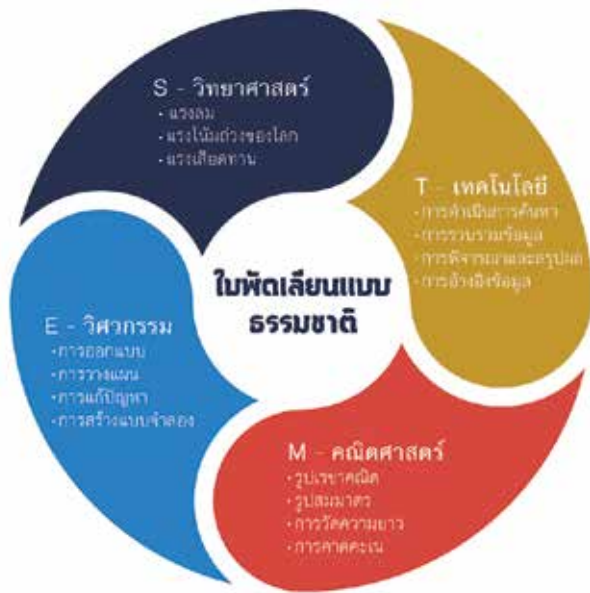 S - วิทยาศาสตร์
• แรงลม
• แรงโน้มถ่วงของโลก
• แรงเสียดทาน
T - เทคโนโลยี
• การดำเนินการค้นหา
• การรวบรวมข้อมูล
• การพิจารณาและสรุปผล
• การอ้างอิงข้อมูล
ใบพัดเลียนแบบ
ธรรมชาติ
E - วิศวกรรม
• การออกแบบ
• การวางแผน
• การแก้ปัญหา
• การสร้างแบบจำลอง
M - คณิตศาสตร์
• รูปเรขาคณิต
• รูปสมมาตร
• การวัดความยาว
• การคาดคะเน